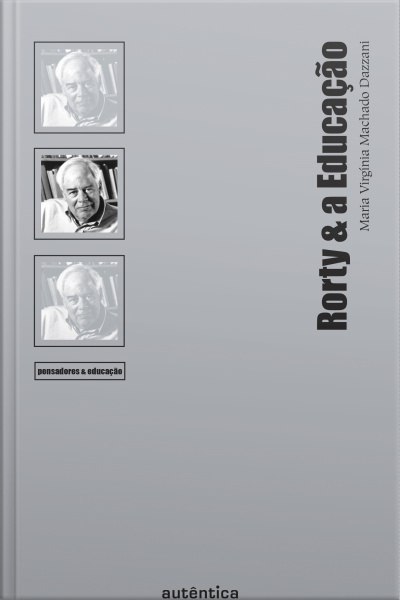 Rorty & a Educação
Maria Virgínia Machado Dazzani
pensadores & educação
autêntica